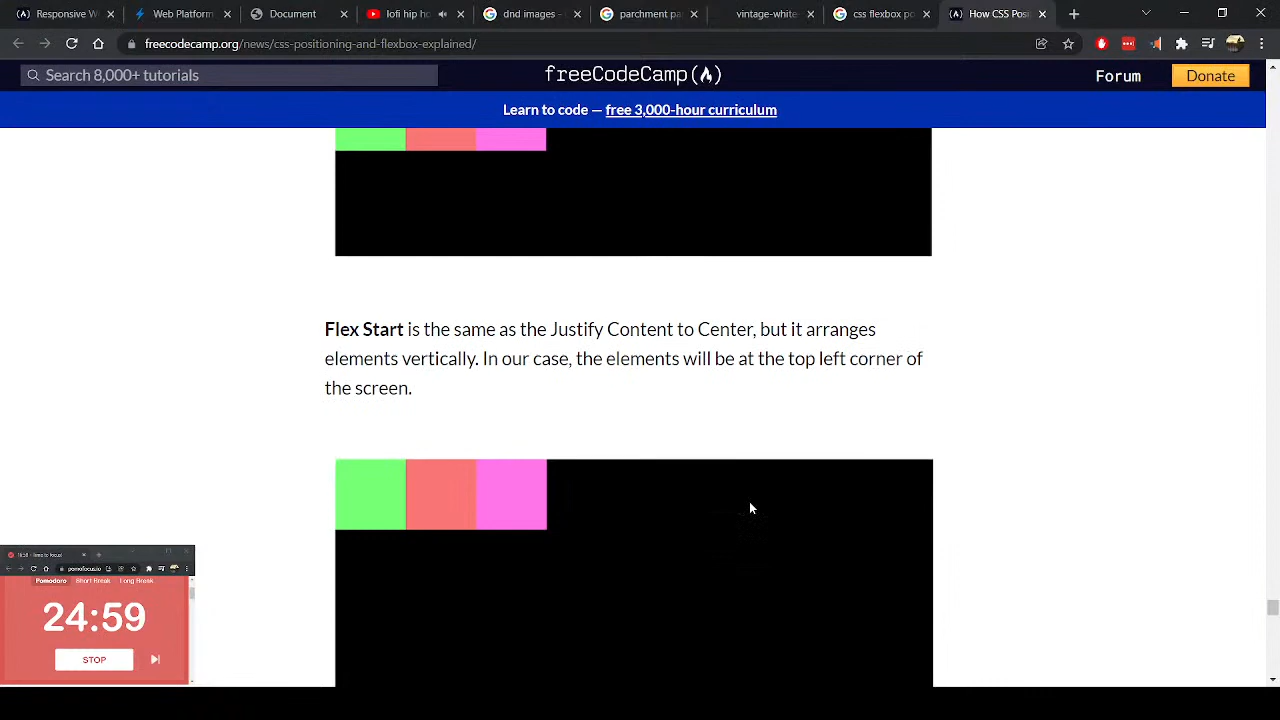 Responsive W
Web Platform
Document
lofi hip ho
dnd images -
parchment pa
vintage-white-
css flexbox po
How CSS Posi
freecodecamp.org/news/css-positioning-and-flexbox-explained/
Search 8,000+ tutorials
freeCodeCamp
Forum
Donate
Learn to code — free 3,000-hour curriculum
Flex Start is the same as the Justify Content to Center, but it arranges
elements vertically. In our case, the elements will be at the top left corner of
the screen.
pomofocus.io
Pomodoro
Short Break
Long Break
24:59
STOP